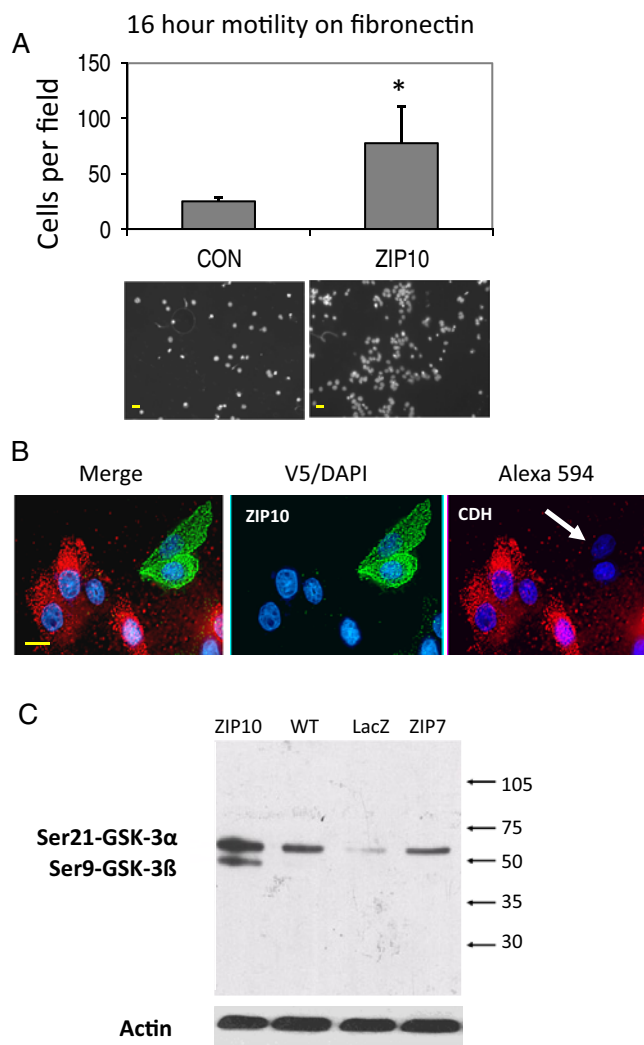 16 hour motility on fibronectin
A
Cells per field
150
100
50
0
*
CON ZIP10
B
Merge V5/DAPI Alexa 594
ZIP10 CDH
C
ZIP10 WT LacZ ZIP7
105
75
Ser21-GSK-3α
Ser9-GSK-3ß
50
35
30
Actin